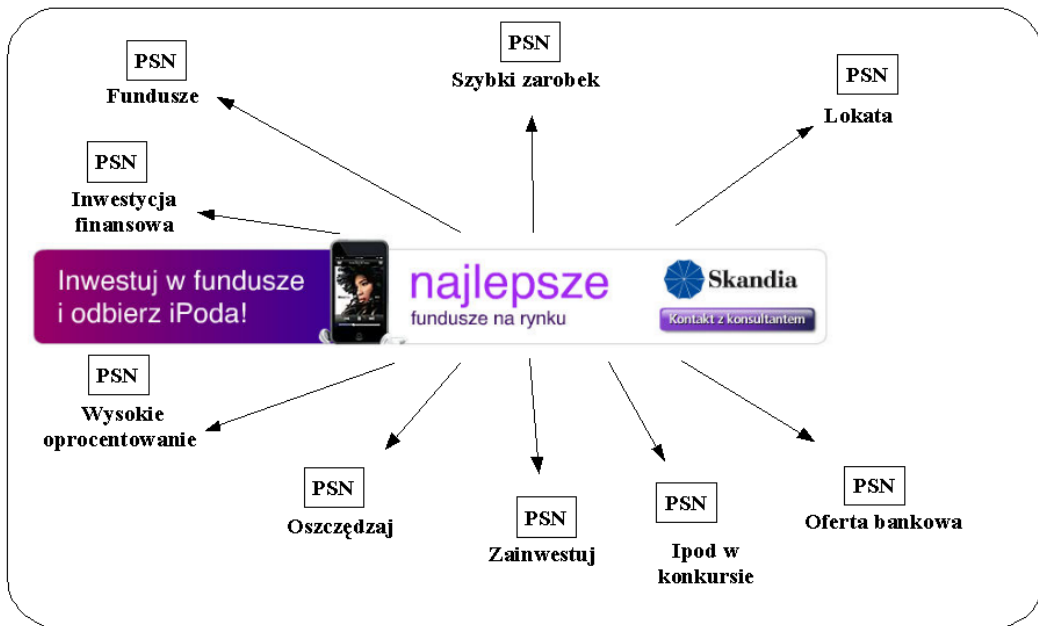 PSN
Fundusze
PSN
Szybki zarobek
PSN
Lokata
PSN
Inwestycja
finansowa
Inwestuj w fundusze
i odbierz iPoda!
najlepsze
fundusze na rynku
Skandia
Kontakt z konsultantem
PSN
Wysokie
oprocentowanie
PSN
Oszczędzaj
PSN
Zainwestuj
PSN
Ipod w
konkursie
PSN
Oferta bankowa